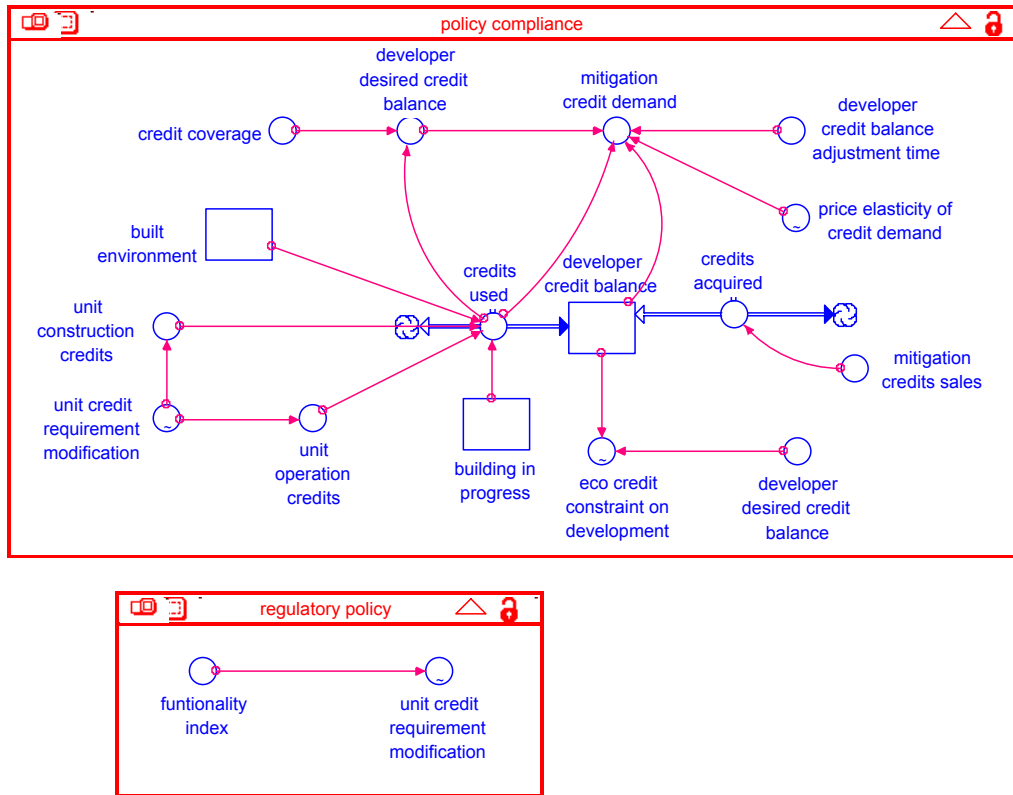 policy compliance
developer
desired credit
balance
mitigation
credit demand
developer
credit balance
adjustment time
credit coverage
price elasticity of
credit demand
~
built
environment
credits
used
developer
credit balance
credits
acquired
unit
construction
credits
mitigation
credits sales
unit credit
requirement
modification
~
unit
operation
credits
building in
progress
~
eco credit
constraint on
development
developer
desired credit
balance
regulatory policy
funtionality
index
~
unit credit
requirement
modification